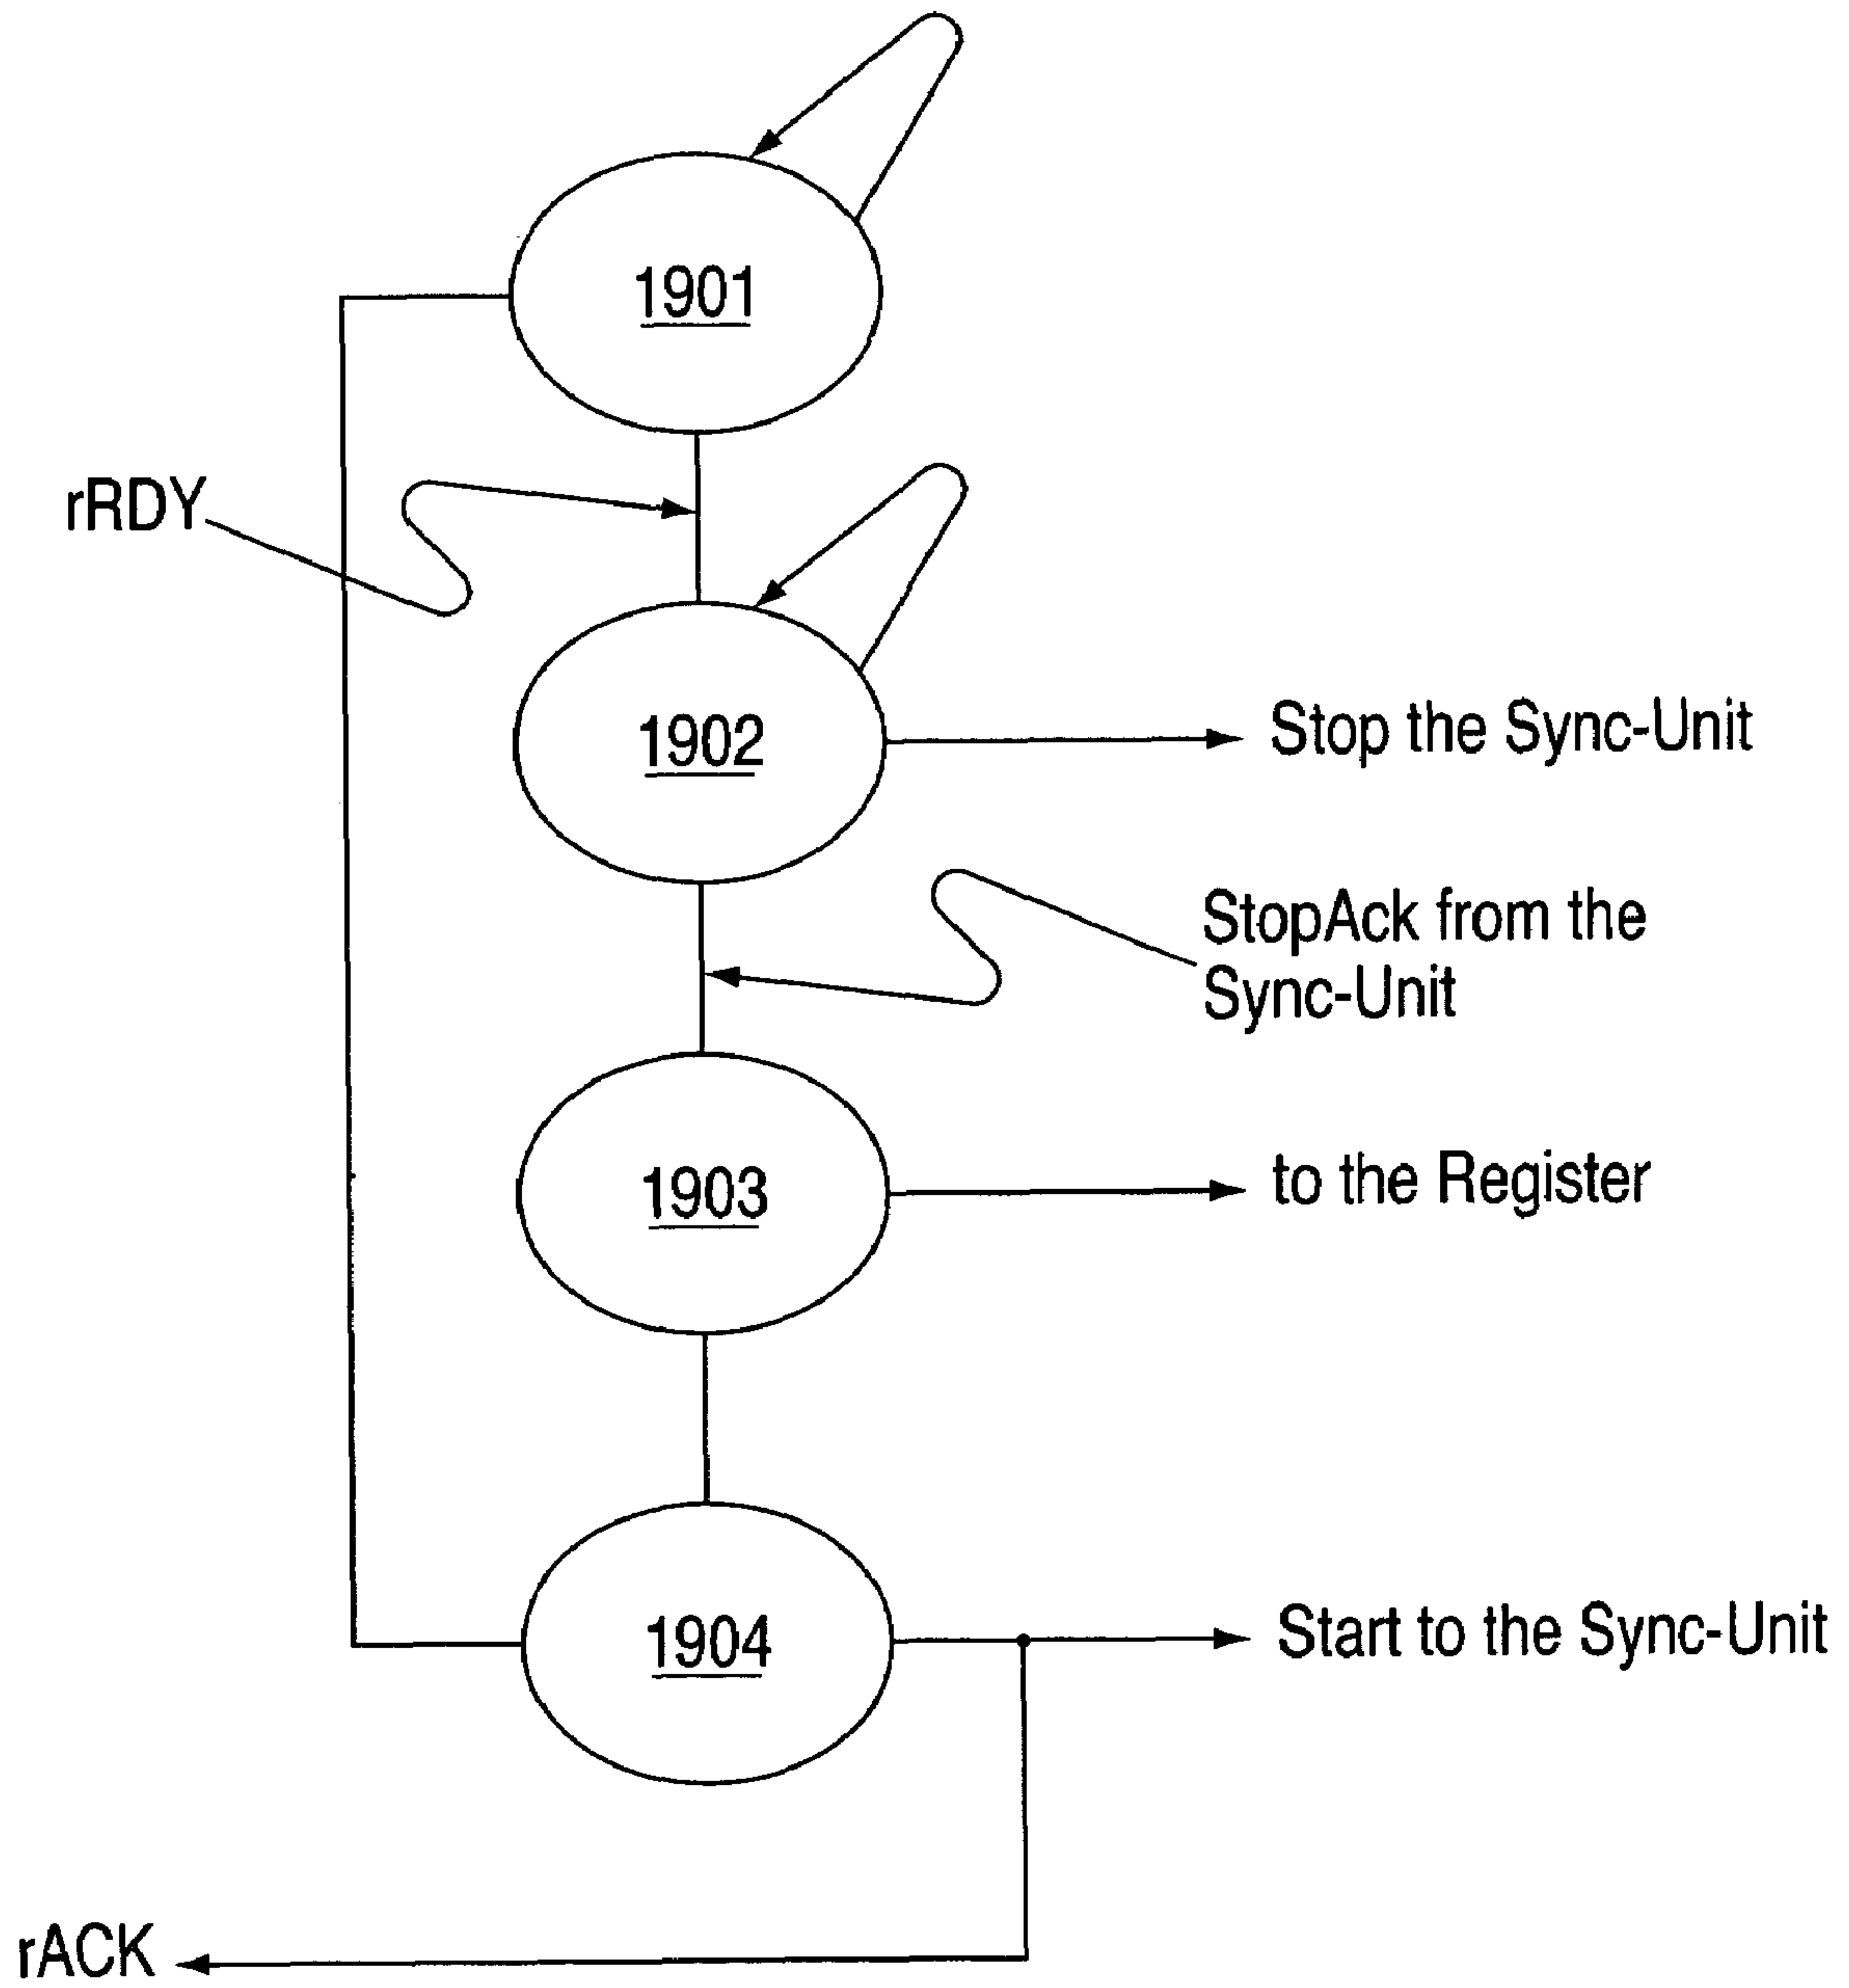 1901
rRDY
1902
Stop the Sync-Unit
StopAck from the
Sync-Unit
1903
to the Register
1904
Start to the Sync-Unit
rACK